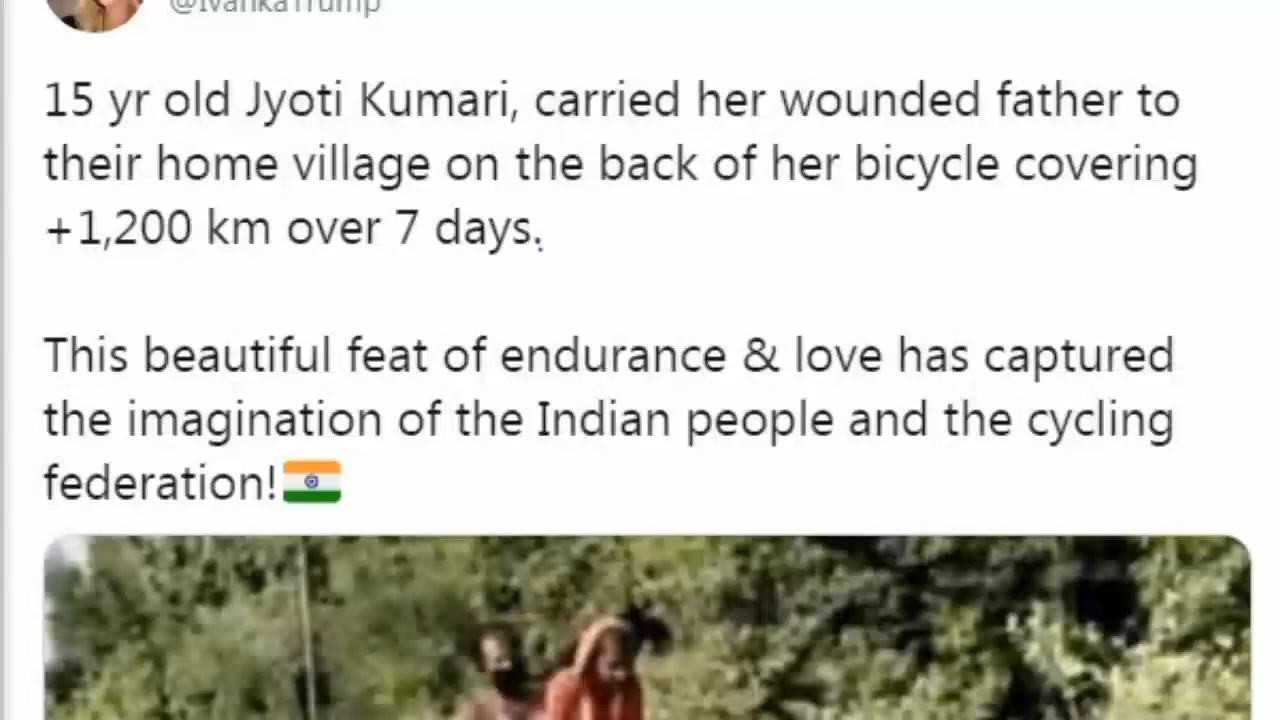 @IvankaTrump
15 yr old Jyoti Kumari, carried her wounded father to
their home village on the back of her bicycle covering
+1,200 km over 7 days.
This beautiful feat of endurance & love has captured
the imagination of the Indian people and the cycling
federation!🇮🇳